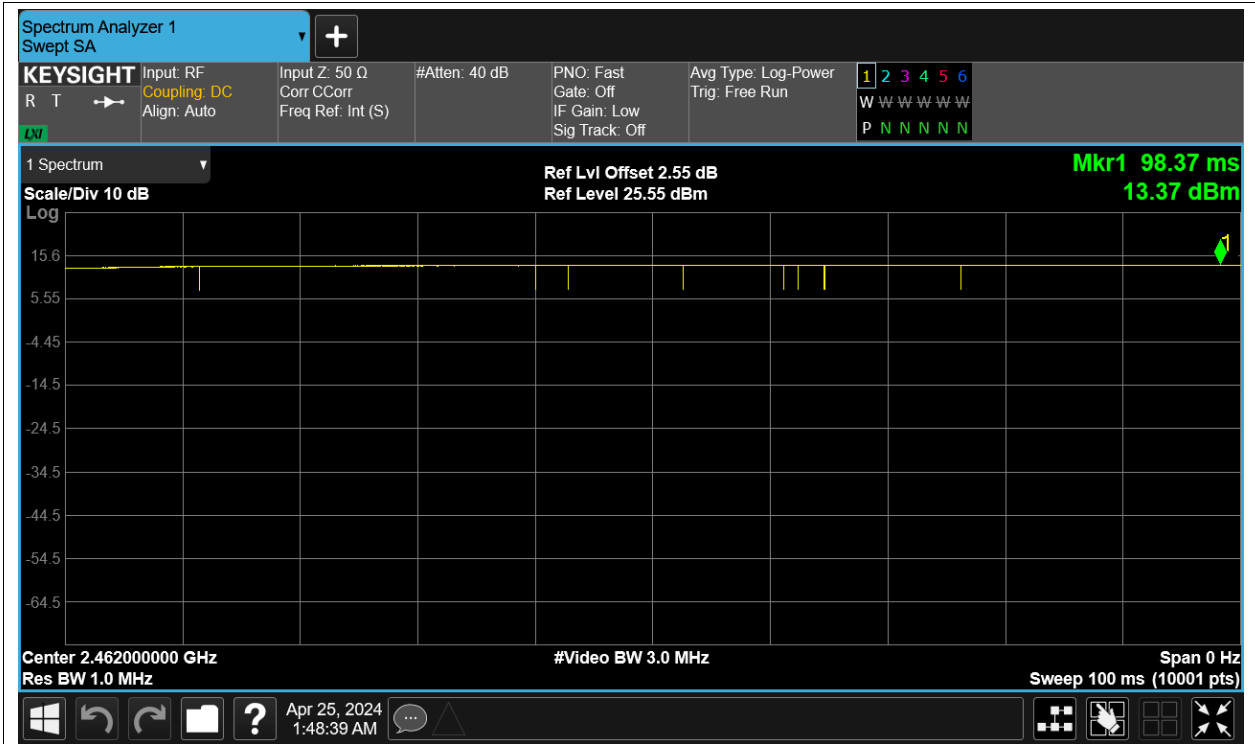 Spectrum Analyzer 1
Swept SA
+
KEYSIGHT
R T
LXI
Input: RF
Coupling: DC
Align: Auto
Input Z: 50 Ω
Corr CCorr
Freq Ref: Int (S)
#Atten: 40 dB
PNO: Fast
Gate: Off
IF Gain: Low
Sig Track: Off
Avg Type: Log-Power
Trig: Free Run
1 2 3 4 5 6
W W W W W W
P N N N N N
1 Spectrum
Scale/Div 10 dB
Ref Lvl Offset 2.55 dB
Ref Level 25.55 dBm
Mkr1 98.37 ms
13.37 dBm
Log
1
15.6
5.55
-4.45
-14.5
-24.5
-34.5
-44.5
-54.5
-64.5
Center 2.462000000 GHz
#Video BW 3.0 MHz
Span 0 Hz
Res BW 1.0 MHz
Sweep 100 ms (10001 pts)
?
Apr 25, 2024
1:48:39 AM